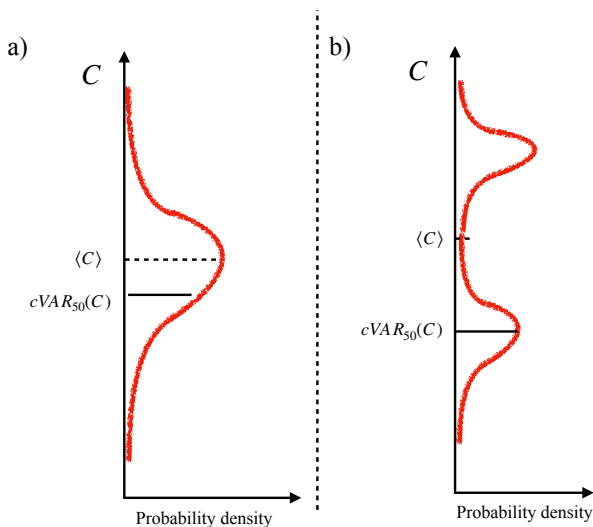 a)
C
⟨C⟩
cVAR₅₀(C)
Probability density
b)
C
⟨C⟩
cVAR₅₀(C)
Probability density